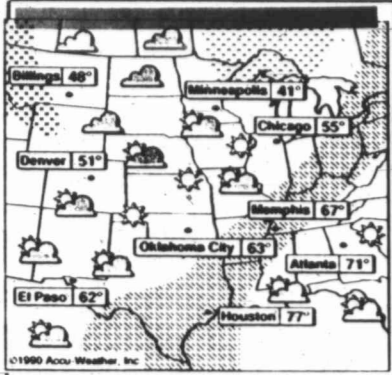 Billings 48°
Minneapolis 41°
Chicago 55°
Denver 51°
Memphis 67°
Oklahoma City 63°
Atlanta 71°
El Paso 62°
Houston 77°
©1990 Accu-Weather, Inc